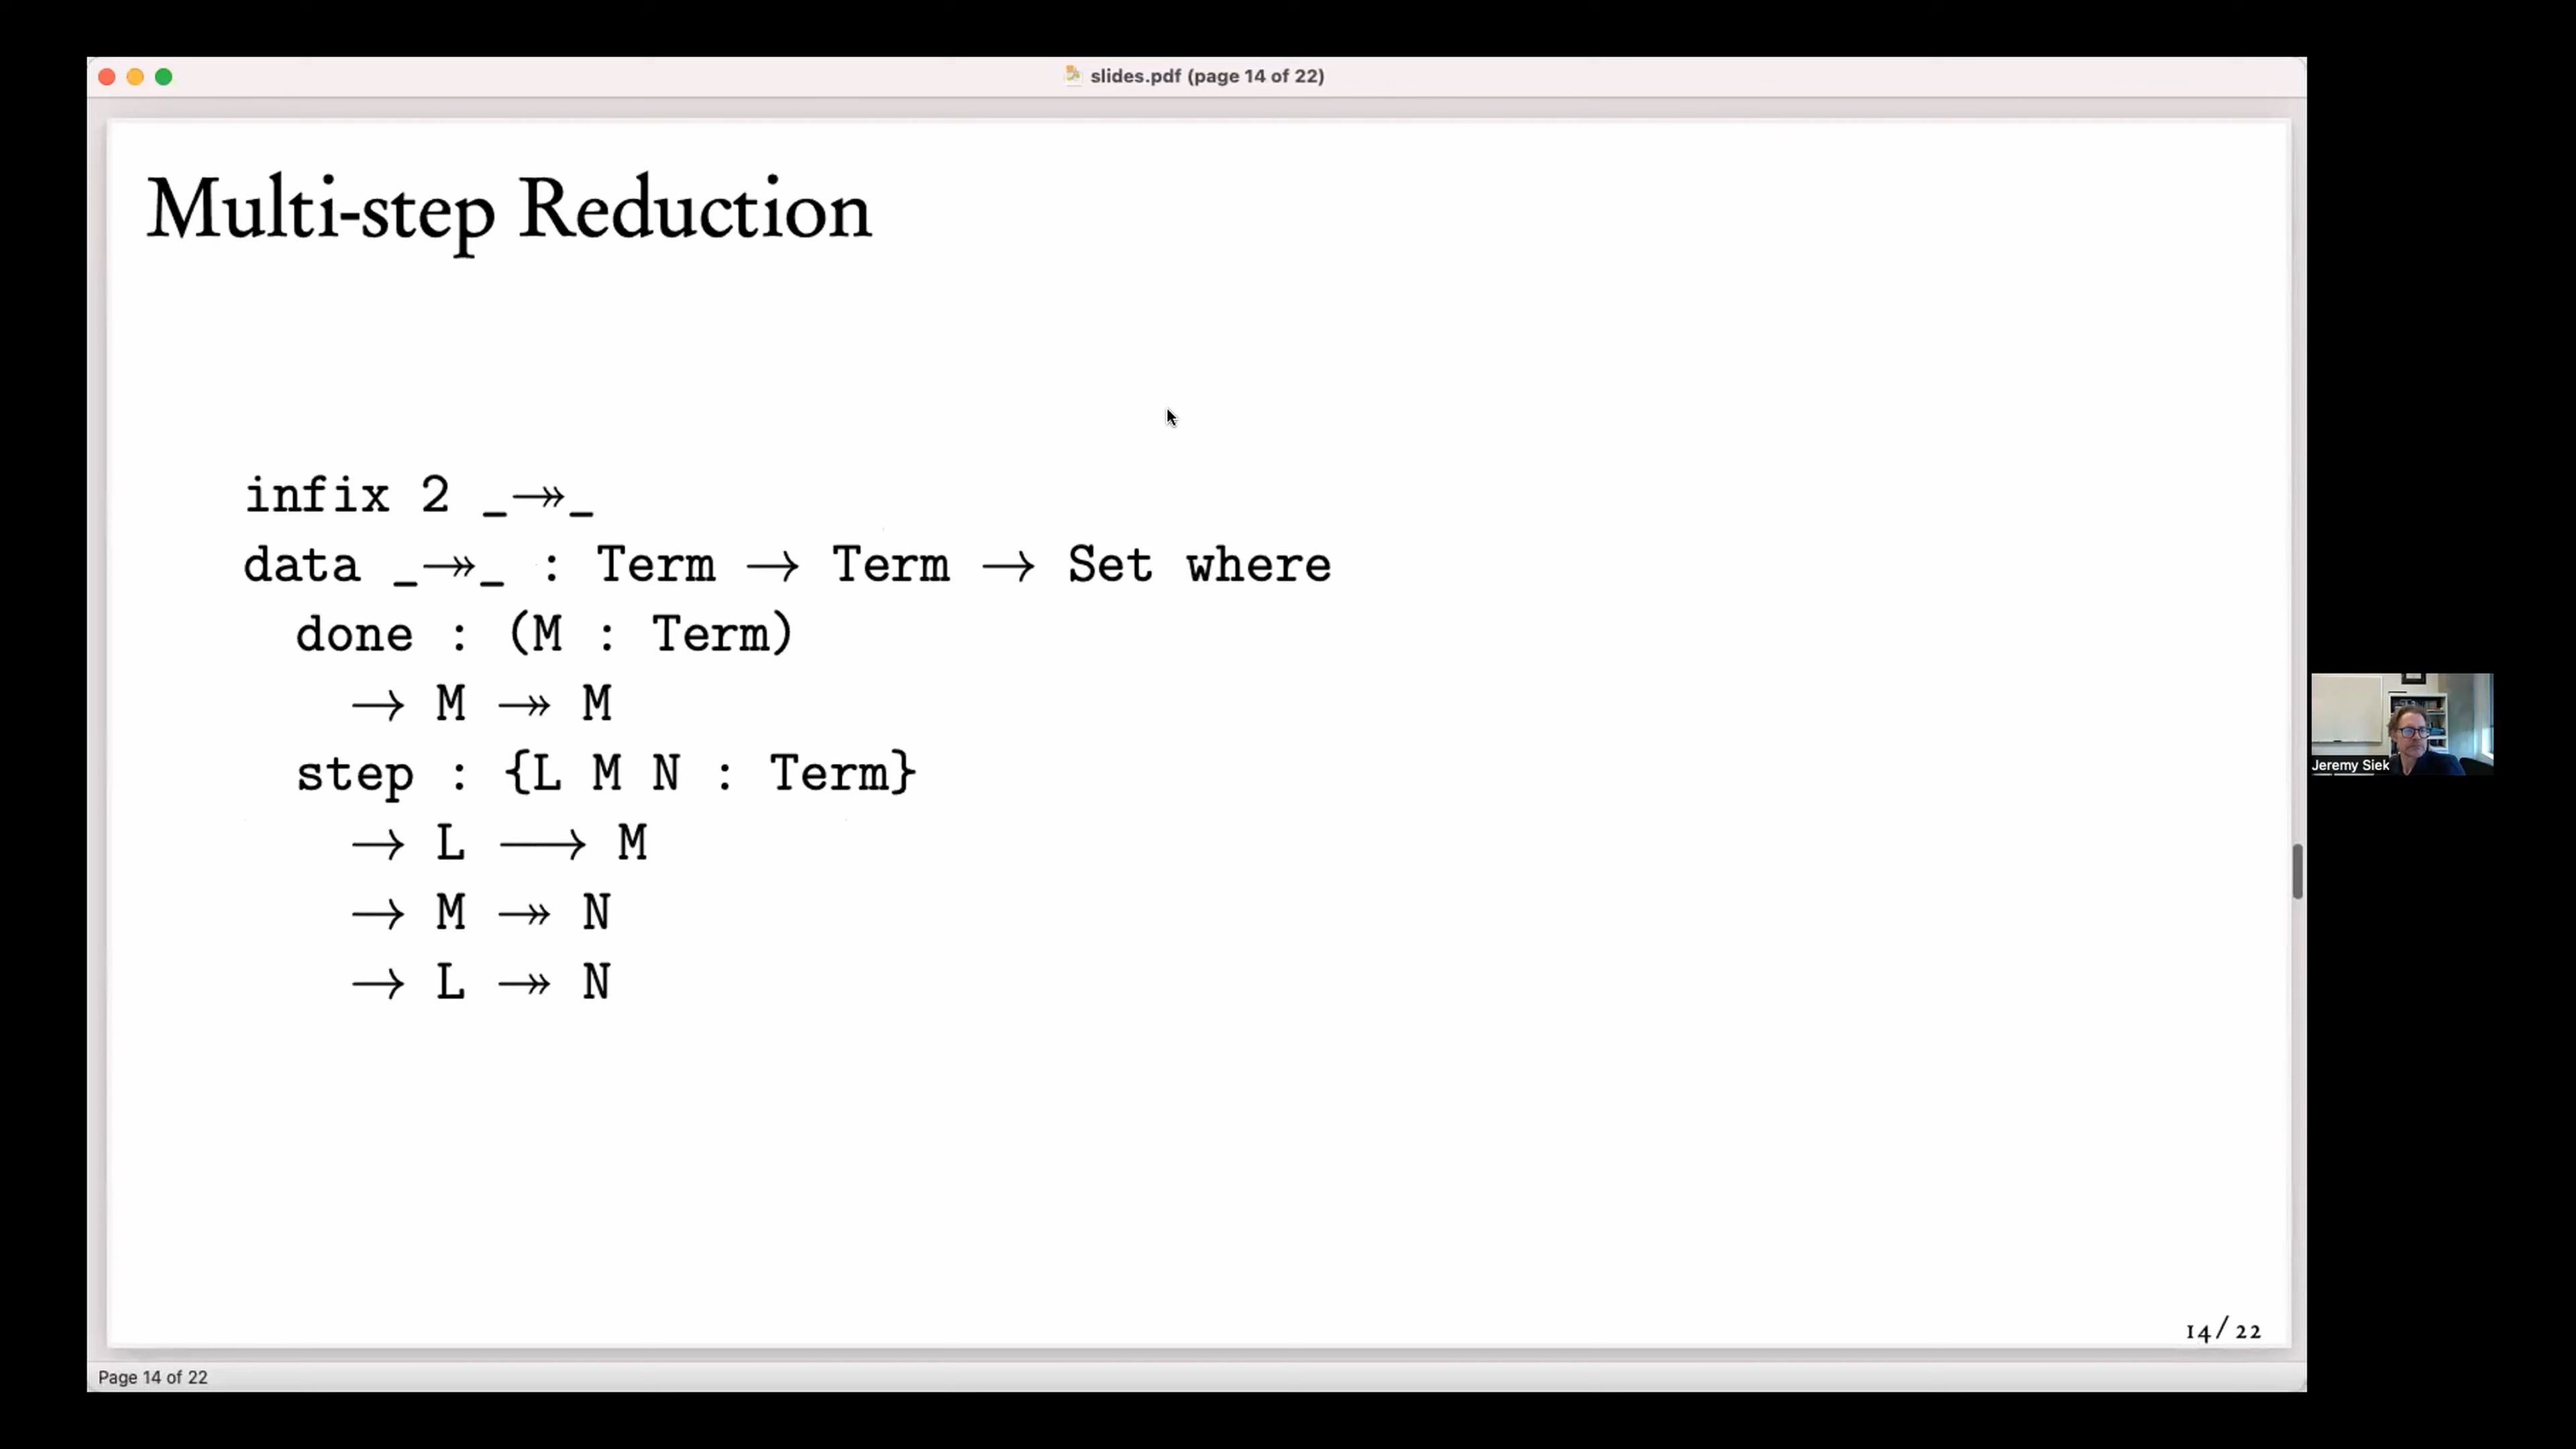 slides.pdf (page 14 of 22)
Multi-step Reduction
infix 2 _—↠_
data _—↠_ : Term → Term → Set where
done : (M : Term)
→ M —↠ M
step : {L M N : Term}
→ L —→ M
→ M —↠ N
→ L —↠ N
Jeremy Siek
14/22
Page 14 of 22